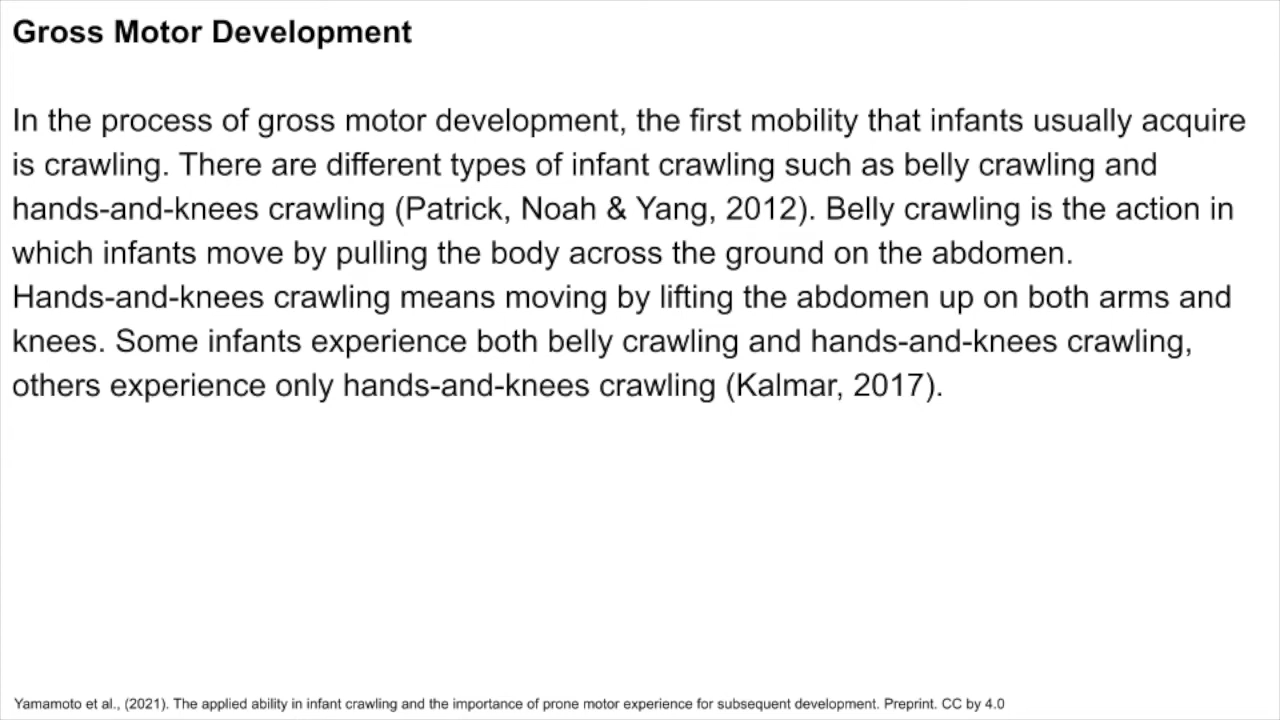 Gross Motor Development
In the process of gross motor development, the first mobility that infants usually acquire
is crawling. There are different types of infant crawling such as belly crawling and
hands-and-knees crawling (Patrick, Noah & Yang, 2012). Belly crawling is the action in
which infants move by pulling the body across the ground on the abdomen.
Hands-and-knees crawling means moving by lifting the abdomen up on both arms and
knees. Some infants experience both belly crawling and hands-and-knees crawling,
others experience only hands-and-knees crawling (Kalmar, 2017).
Yamamoto et al., (2021). The applied ability in infant crawling and the importance of prone motor experience for subsequent development. Preprint. CC by 4.0